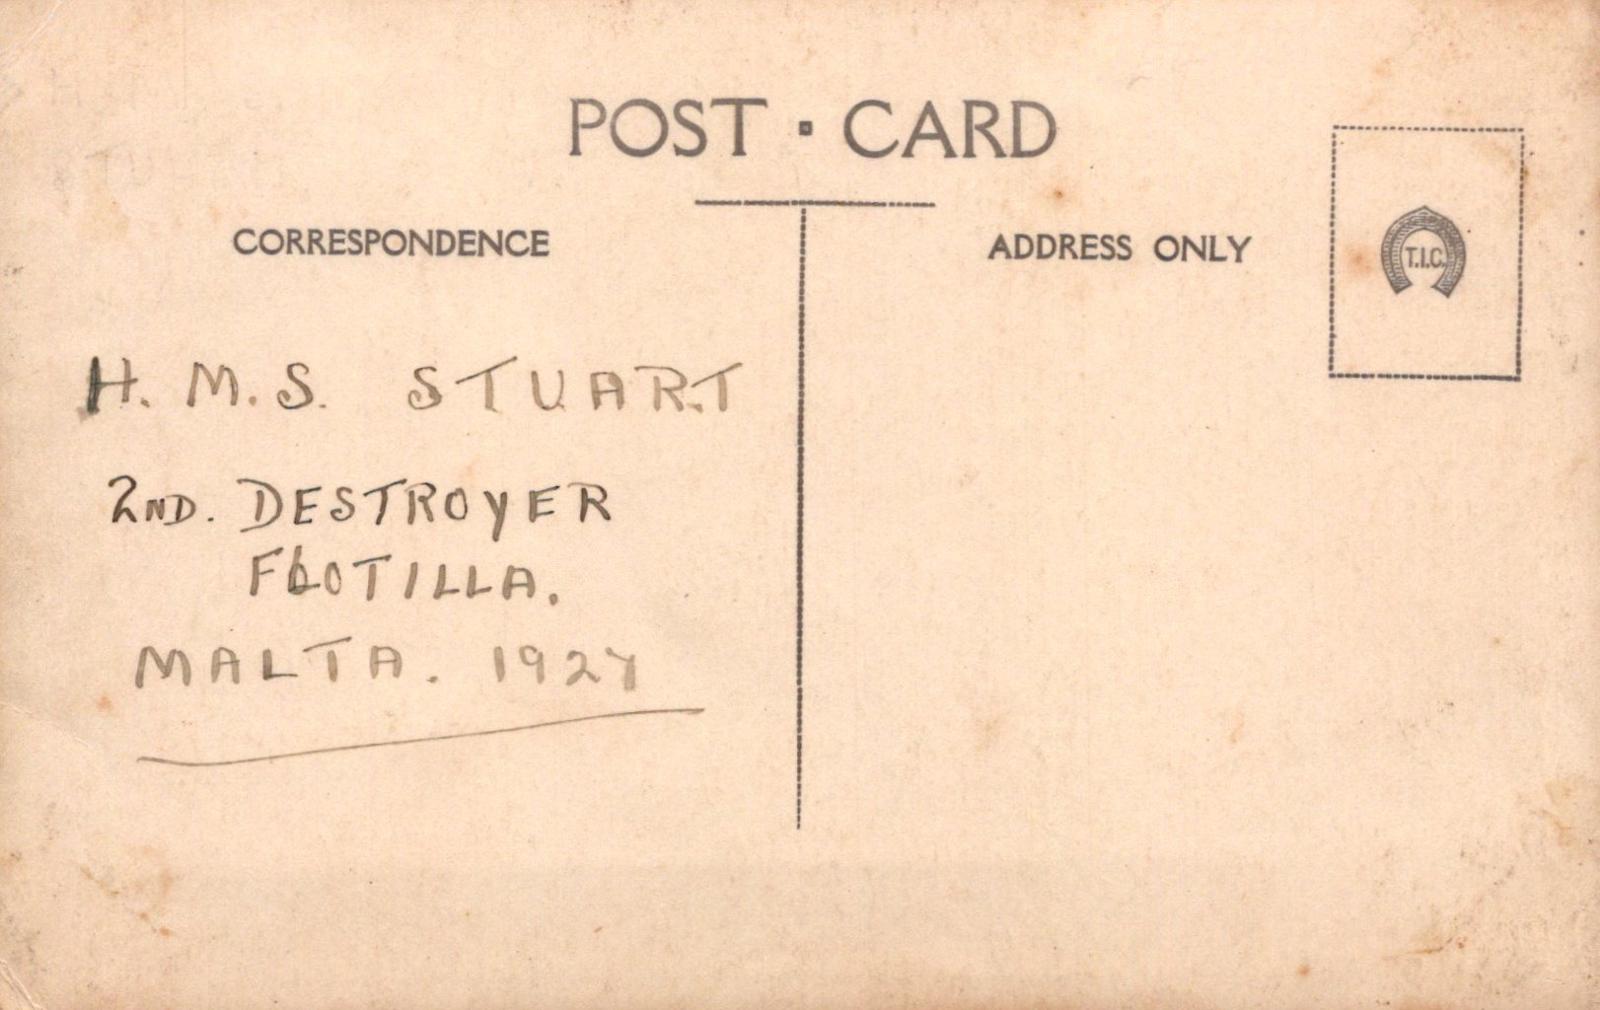 POST · CARD
CORRESPONDENCE
ADDRESS ONLY
T.I.C.
H. M. S. STUART
2ND. DESTROYER
FLOTILLA.
MALTA. 1927